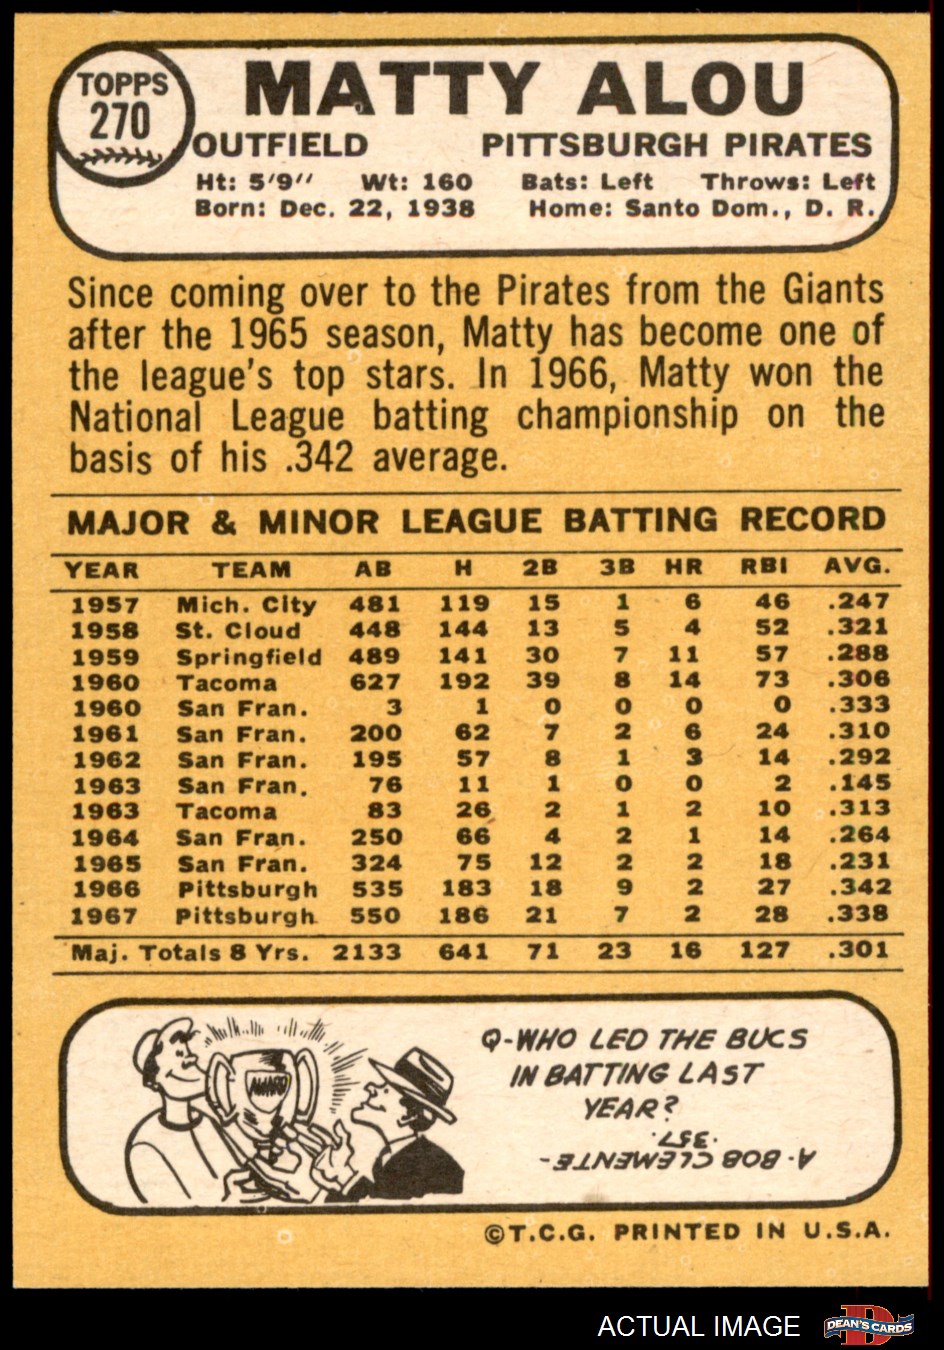 TOPPS
270
MATTY ALOU
OUTFIELD PITTSBURGH PIRATES
Ht: 5'9" Wt: 160 Bats: Left Throws: Left
Born: Dec. 22, 1938 Home: Santo Dom., D. R.
Since coming over to the Pirates from the Giants
after the 1965 season, Matty has become one of
the league's top stars. In 1966, Matty won the
National League batting championship on the
basis of his .342 average.
MAJOR & MINOR LEAGUE BATTING RECORD
YEAR TEAM AB H 2B 3B HR RBI AVG.
1957 Mich. City 481 119 15 1 6 46 .247
1958 St. Cloud 448 144 13 5 4 52 .321
1959 Springfield 489 141 30 7 11 57 .288
1960 Tacoma 627 192 39 8 14 73 .306
1960 San Fran. 3 1 0 0 0 0 .333
1961 San Fran. 200 62 7 2 6 24 .310
1962 San Fran. 195 57 8 1 3 14 .292
1963 San Fran. 76 11 1 0 0 2 .145
1963 Tacoma 83 26 2 1 2 10 .313
1964 San Fran. 250 66 4 2 1 14 .264
1965 San Fran. 324 75 12 2 2 18 .231
1966 Pittsburgh 535 183 18 9 2 27 .342
1967 Pittsburgh 550 186 21 7 2 28 .338
Maj. Totals 8 Yrs. 2133 641 71 23 16 127 .301
AWARD
Q-WHO LED THE BUCS
IN BATTING LAST
YEAR?
A-BOB CLEMENTE-
.357.
©T.C.G. PRINTED IN U.S.A.
ACTUAL IMAGE
D
DEAN'S CARDS